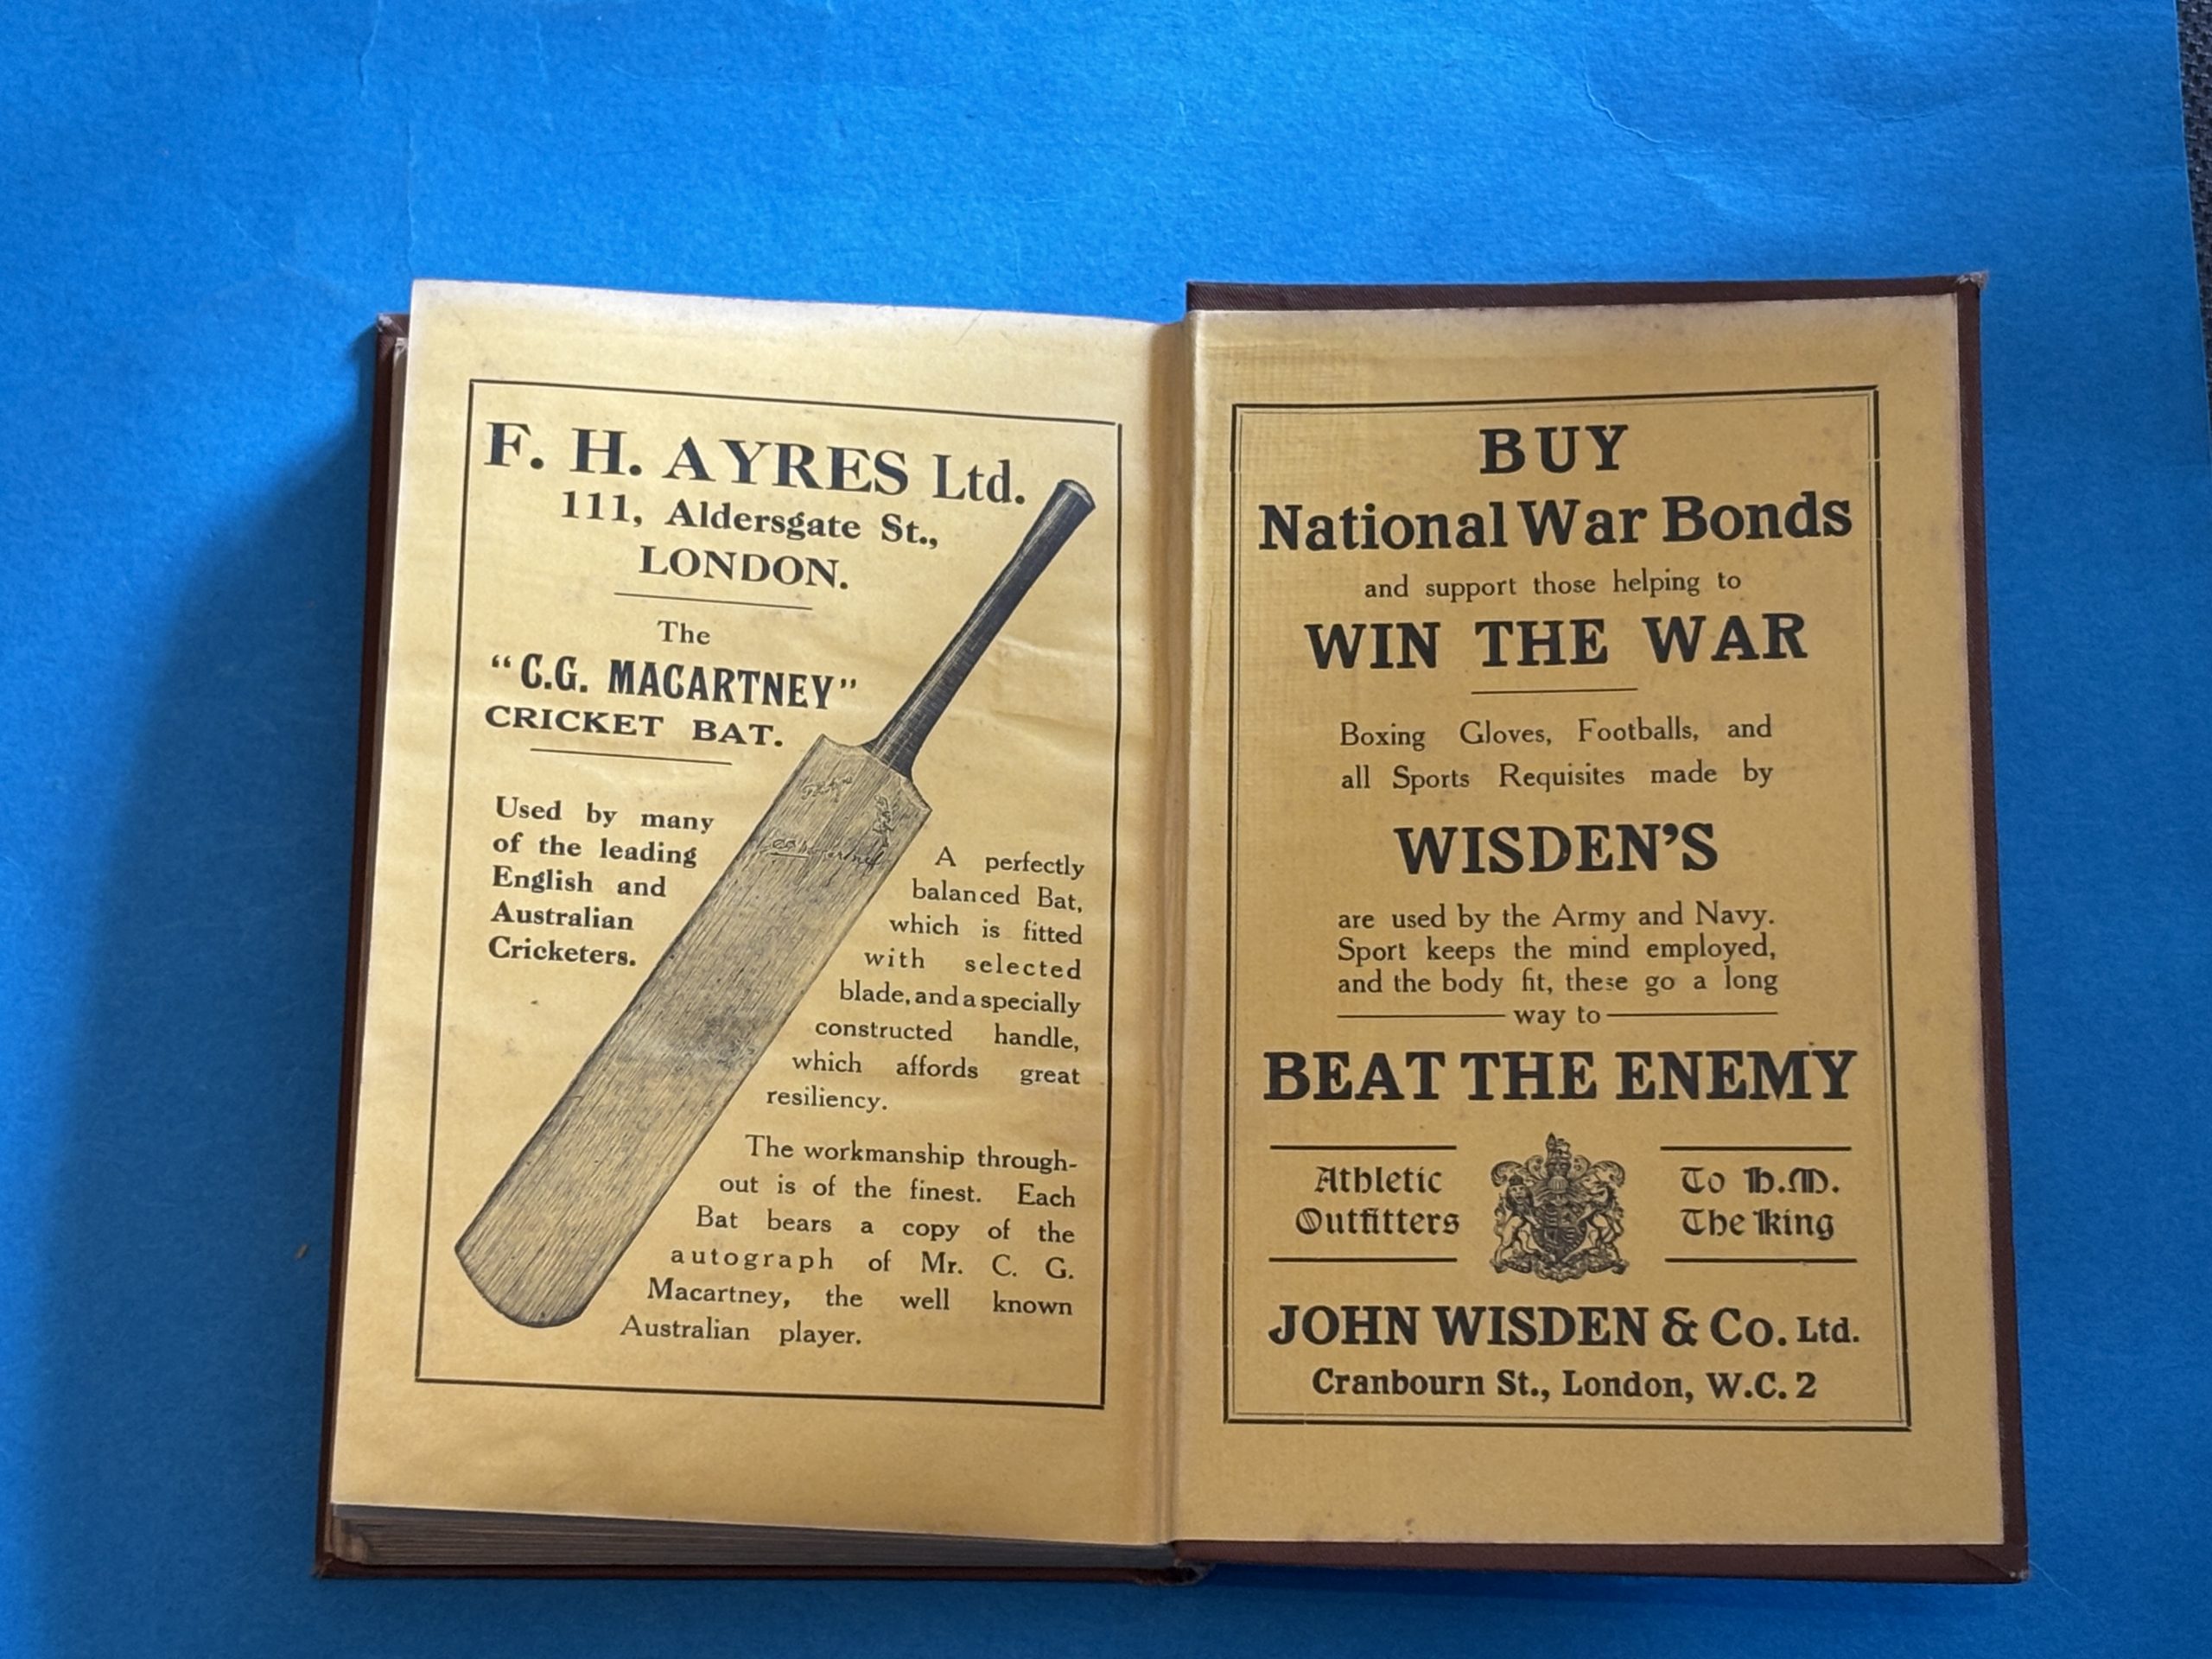 F. H. AYRES Ltd.
111, Aldersgate St.,
LONDON.
The
“C.G. MACARTNEY”
CRICKET BAT.
Used by many
of the leading
English and
Australian
Cricketers.
A perfectly
balanced Bat,
which is fitted
with selected
blade, and a specially
constructed handle,
which affords great
resiliency.
The workmanship through-
out is of the finest. Each
Bat bears a copy of the
autograph of Mr. C. G.
Macartney, the well known
Australian player.
BUY
National War Bonds
and support those helping to
WIN THE WAR
Boxing Gloves, Footballs, and
all Sports Requisites made by
WISDEN’S
are used by the Army and Navy.
Sport keeps the mind employed,
and the body fit, these go a long
way to
BEAT THE ENEMY
Athletic
Outfitters
To H.M.
The King
JOHN WISDEN & Co. Ltd.
Cranbourn St., London, W.C. 2